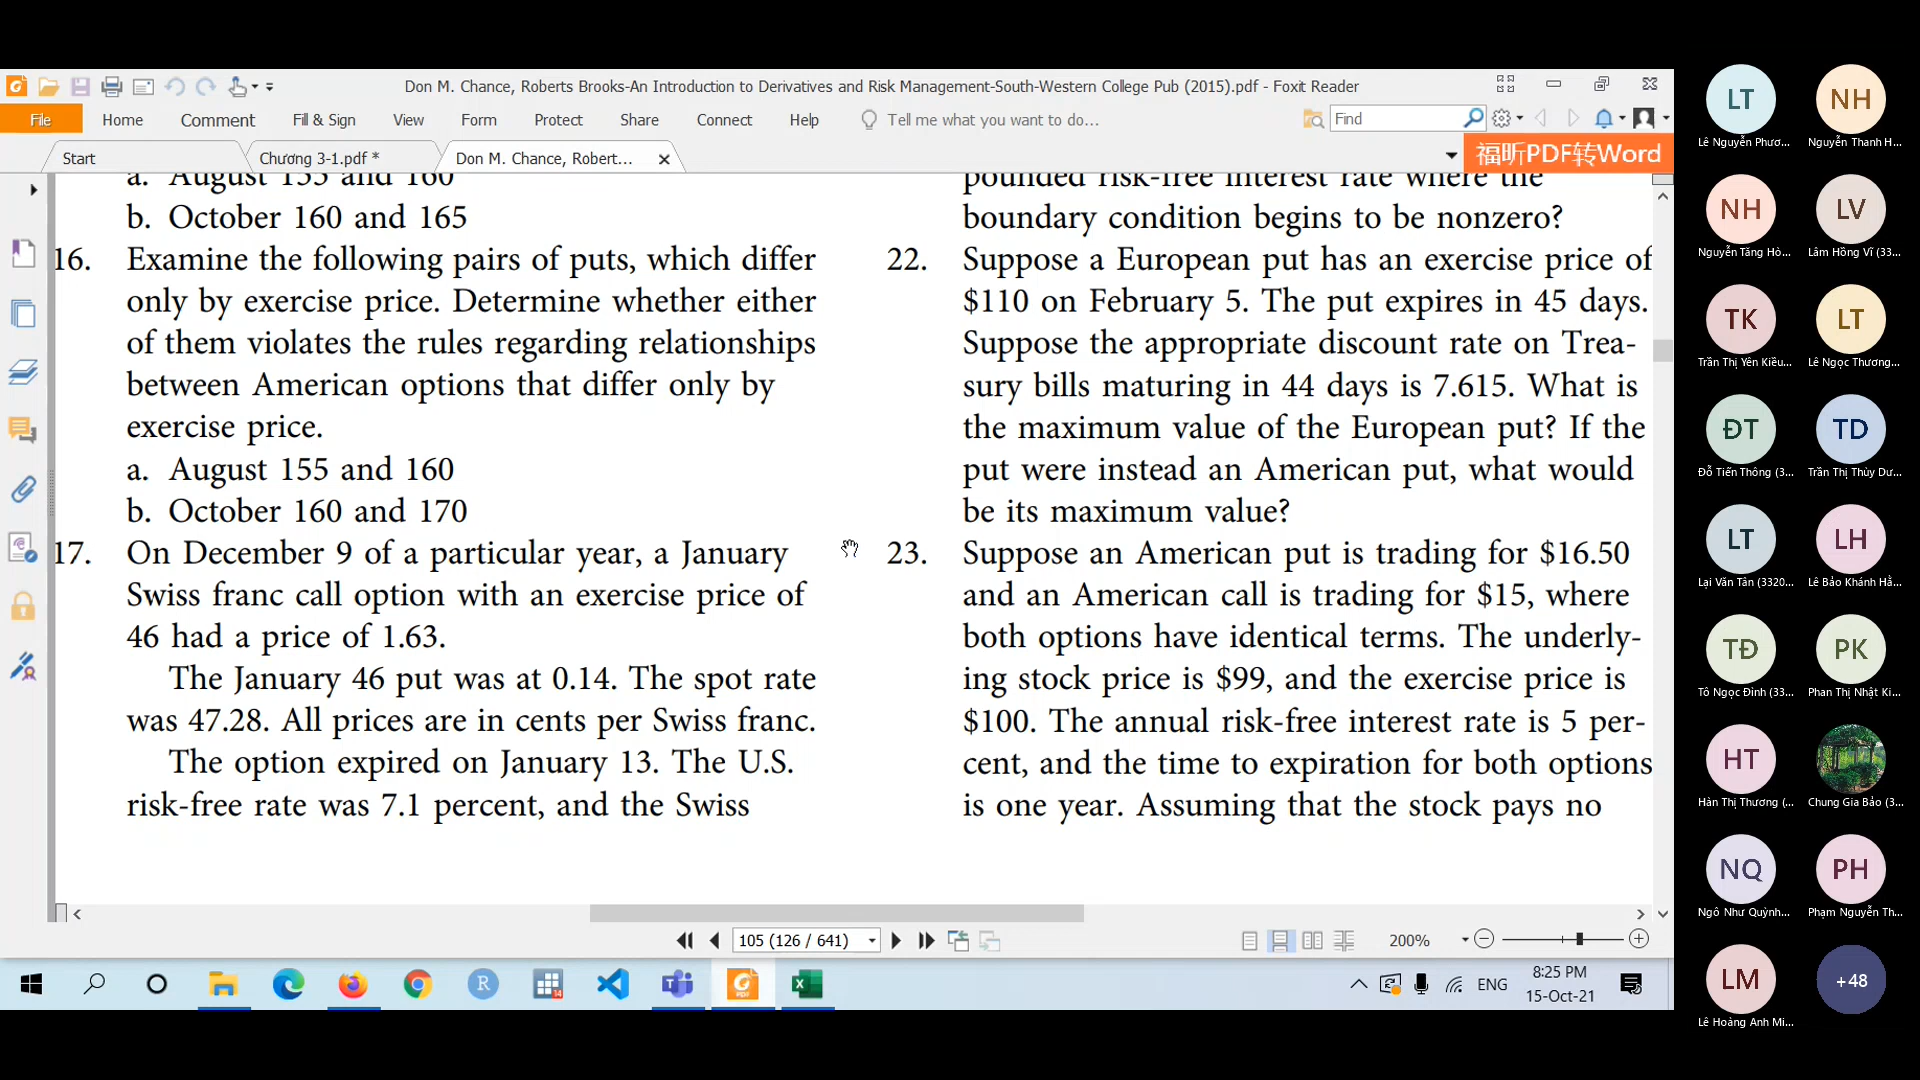 Don M. Chance, Roberts Brooks-An Introduction to Derivatives and Risk Management-South-Western College Pub (2015).pdf - Foxit Reader
File Home Comment Fill & Sign View Form Protect Share Connect Help Tell me what you want to do... Find
Start Chương 3-1.pdf * Don M. Chance, Robert... 福昕PDF转Word
a. August 155 and 160
b. October 160 and 165
16. Examine the following pairs of puts, which differ
only by exercise price. Determine whether either
of them violates the rules regarding relationships
between American options that differ only by
exercise price.
a. August 155 and 160
b. October 160 and 170
17. On December 9 of a particular year, a January
Swiss franc call option with an exercise price of
46 had a price of 1.63.
The January 46 put was at 0.14. The spot rate
was 47.28. All prices are in cents per Swiss franc.
The option expired on January 13. The U.S.
risk-free rate was 7.1 percent, and the Swiss
pounded risk-free interest rate where the
boundary condition begins to be nonzero?
22. Suppose a European put has an exercise price of
$110 on February 5. The put expires in 45 days.
Suppose the appropriate discount rate on Trea-
sury bills maturing in 44 days is 7.615. What is
the maximum value of the European put? If the
put were instead an American put, what would
be its maximum value?
23. Suppose an American put is trading for $16.50
and an American call is trading for $15, where
both options have identical terms. The underly-
ing stock price is $99, and the exercise price is
$100. The annual risk-free interest rate is 5 per-
cent, and the time to expiration for both options
is one year. Assuming that the stock pays no
105 (126 / 641) 200%
ENG 8:25 PM
15-Oct-21
LT NH
Lê Nguyễn Phươ... Nguyễn Thanh H...
NH LV
Nguyễn Tăng Hò... Lâm Hồng Vĩ (33...
TK LT
Trần Thị Yên Kiều... Lê Ngọc Thương...
ĐT TD
Đỗ Tiến Thông (3... Trần Thị Thùy Dư...
LT LH
Lại Văn Tân (3320... Lê Bảo Khánh Hằ...
TĐ PK
Tô Ngọc Đình (33... Phan Thị Nhật Ki...
HT
Hàn Thị Thương (... Chung Gia Bảo (3...
NQ PH
Ngô Như Quỳnh... Phạm Nguyễn Th...
LM +48
Lê Hoàng Anh Mi...